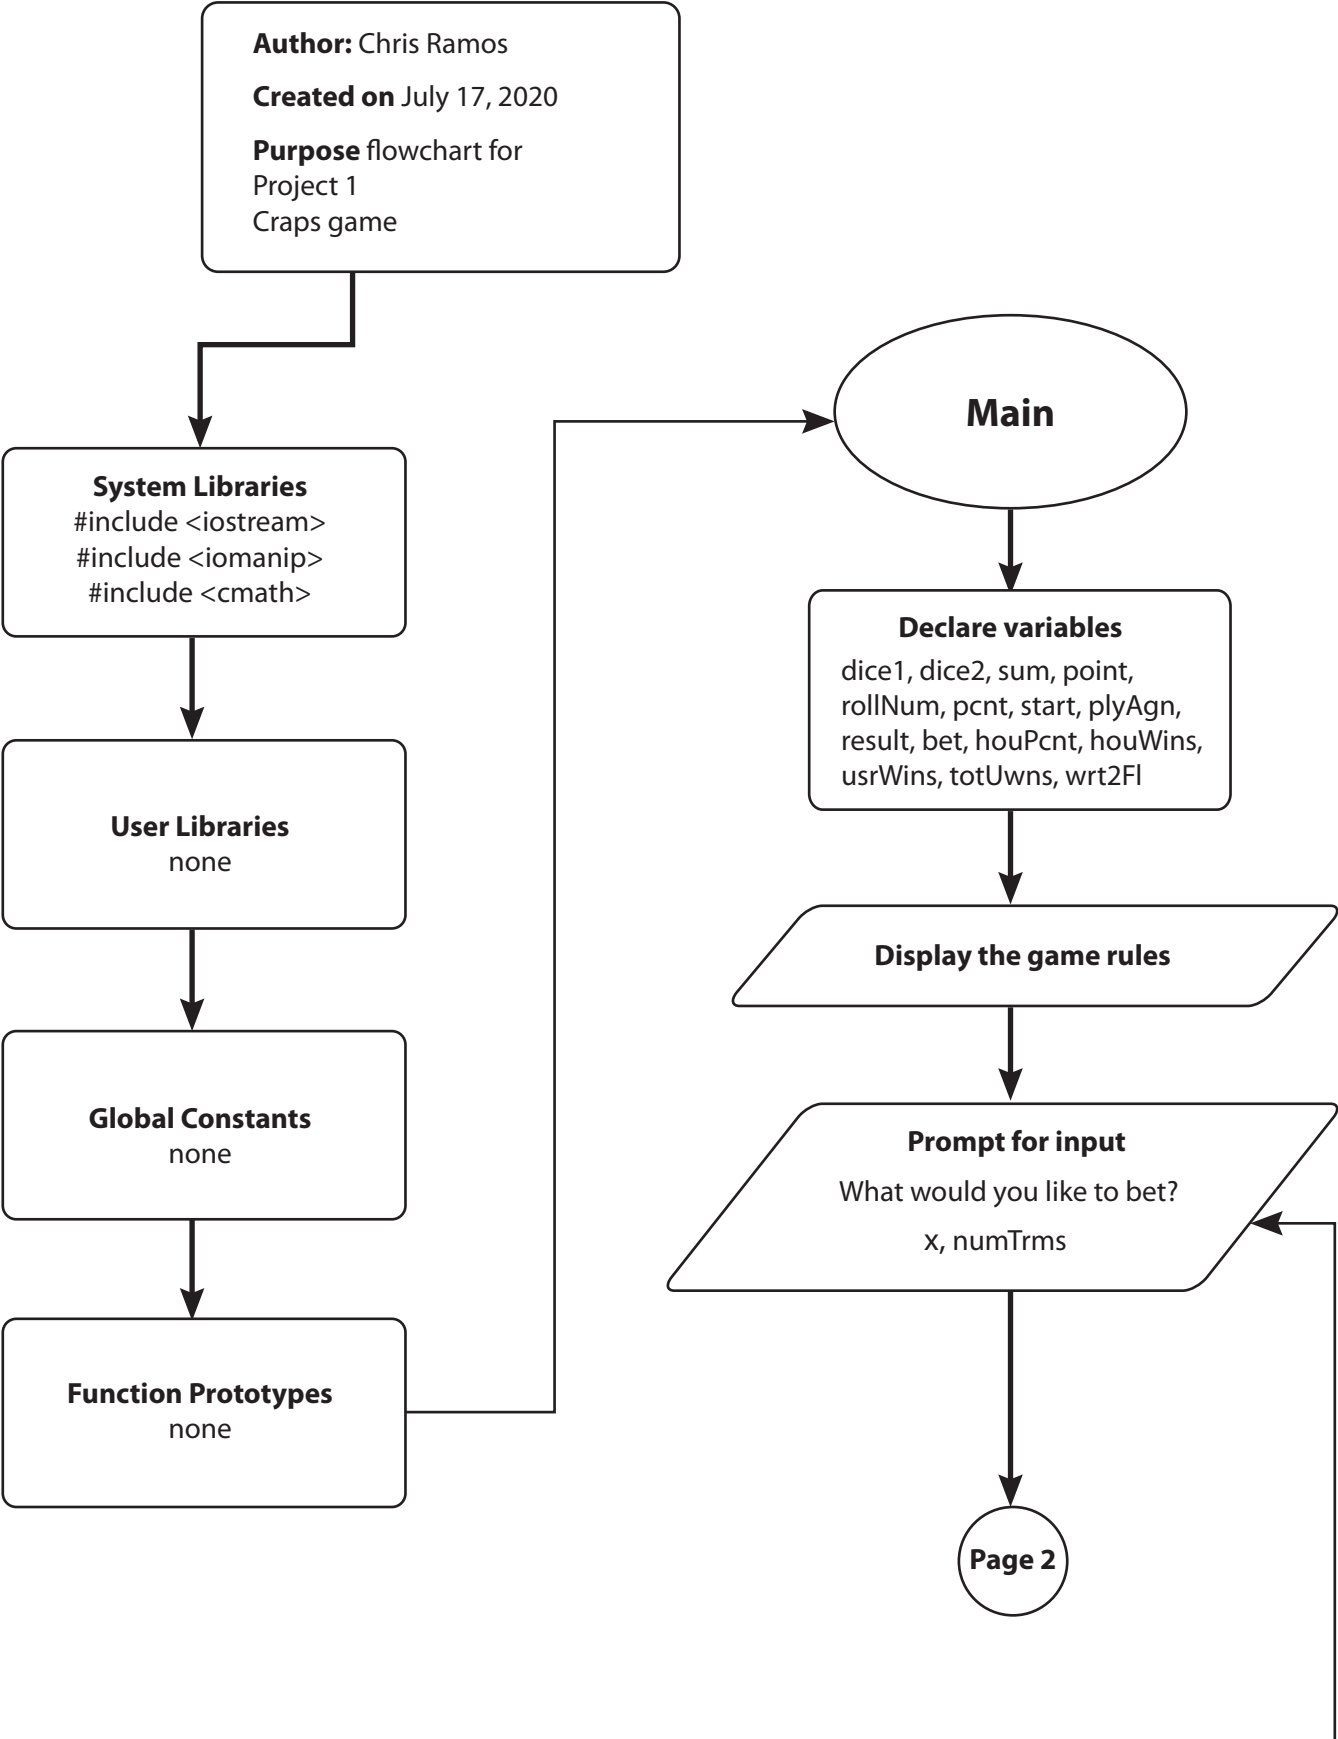 Author: Chris Ramos
Created on July 17, 2020
Purpose flowchart for
Project 1
Craps game
System Libraries
#include <iostream>
#include <iomanip>
#include <cmath>
User Libraries
none
Global Constants
none
Function Prototypes
none
Main
Declare variables
dice1, dice2, sum, point,
rollNum, pcnt, start, plyAgn,
result, bet, houPcnt, houWins,
usrWins, totUwns, wrt2Fl
Display the game rules
Prompt for input
What would you like to bet?
x, numTrms
Page 2